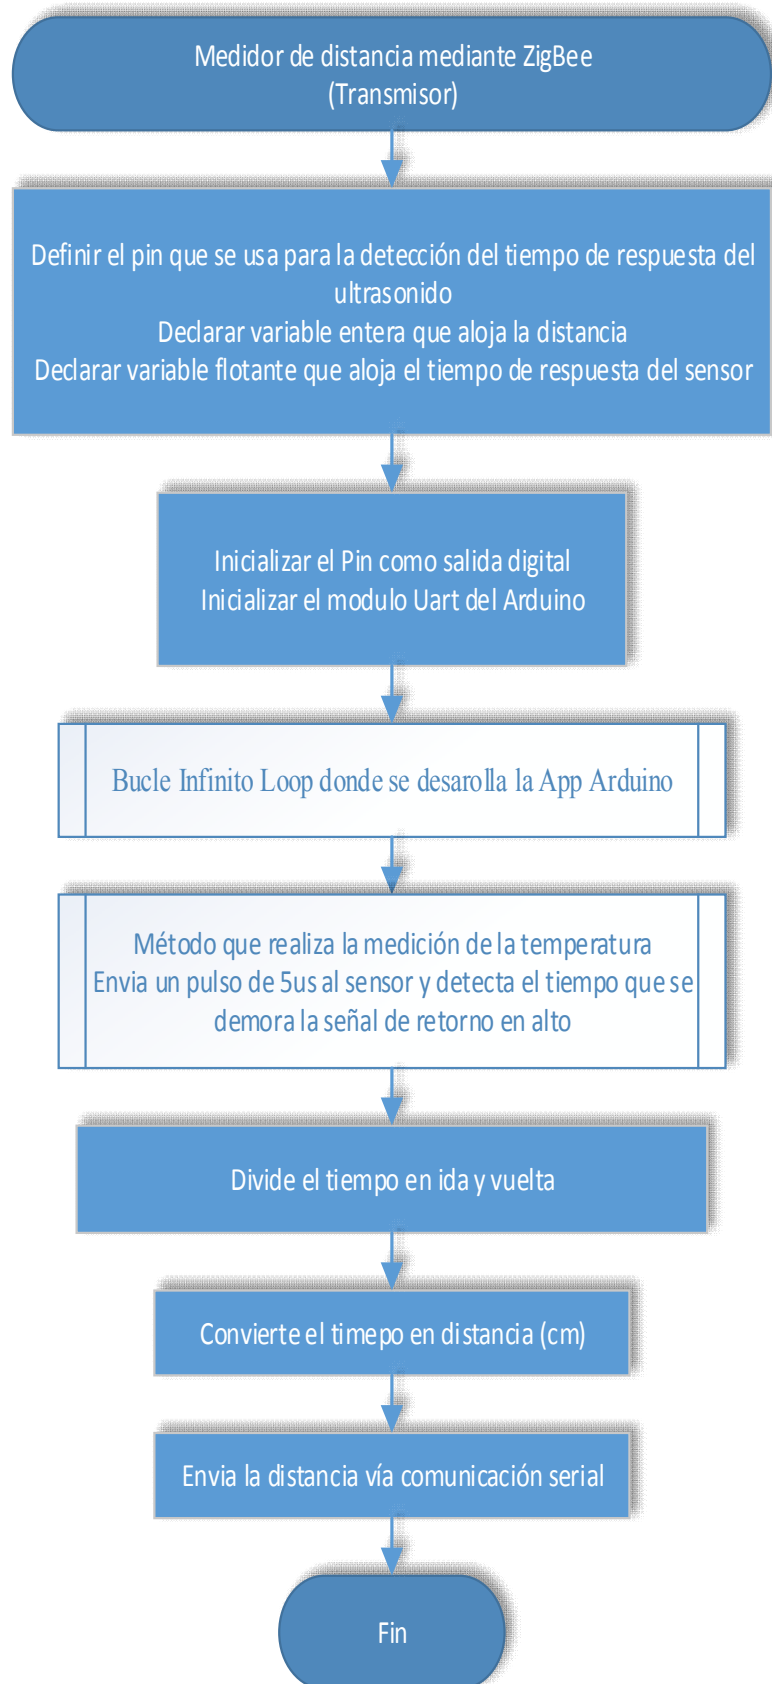 Medidor de distancia mediante ZigBee
(Transmisor)
Definir el pin que se usa para la detección del tiempo de respuesta del
ultrasonido
Declarar variable entera que aloja la distancia
Declarar variable flotante que aloja el tiempo de respuesta del sensor
Inicializar el Pin como salida digital
Inicializar el modulo Uart del Arduino
Bucle Infinito Loop donde se desarolla la App Arduino
Método que realiza la medición de la temperatura
Envia un pulso de 5us al sensor y detecta el tiempo que se
demora la señal de retorno en alto
Divide el tiempo en ida y vuelta
Convierte el timepo en distancia (cm)
Envia la distancia vía comunicación serial
Fin